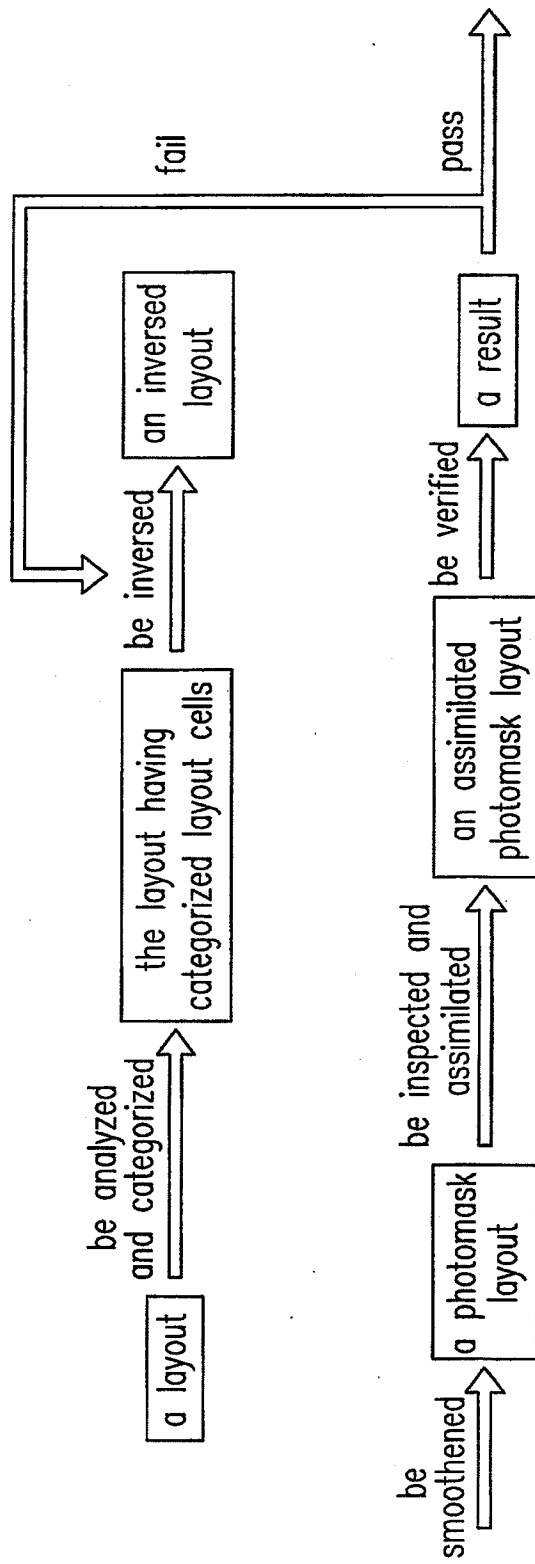 a layout
be analyzed
and categorized
the layout having
categorized layout cells
be inversed
an inversed
layout
fail
be
smoothened
a photomask
layout
be inspected and
assimilated
an assimilated
photomask layout
be verified
a result
pass